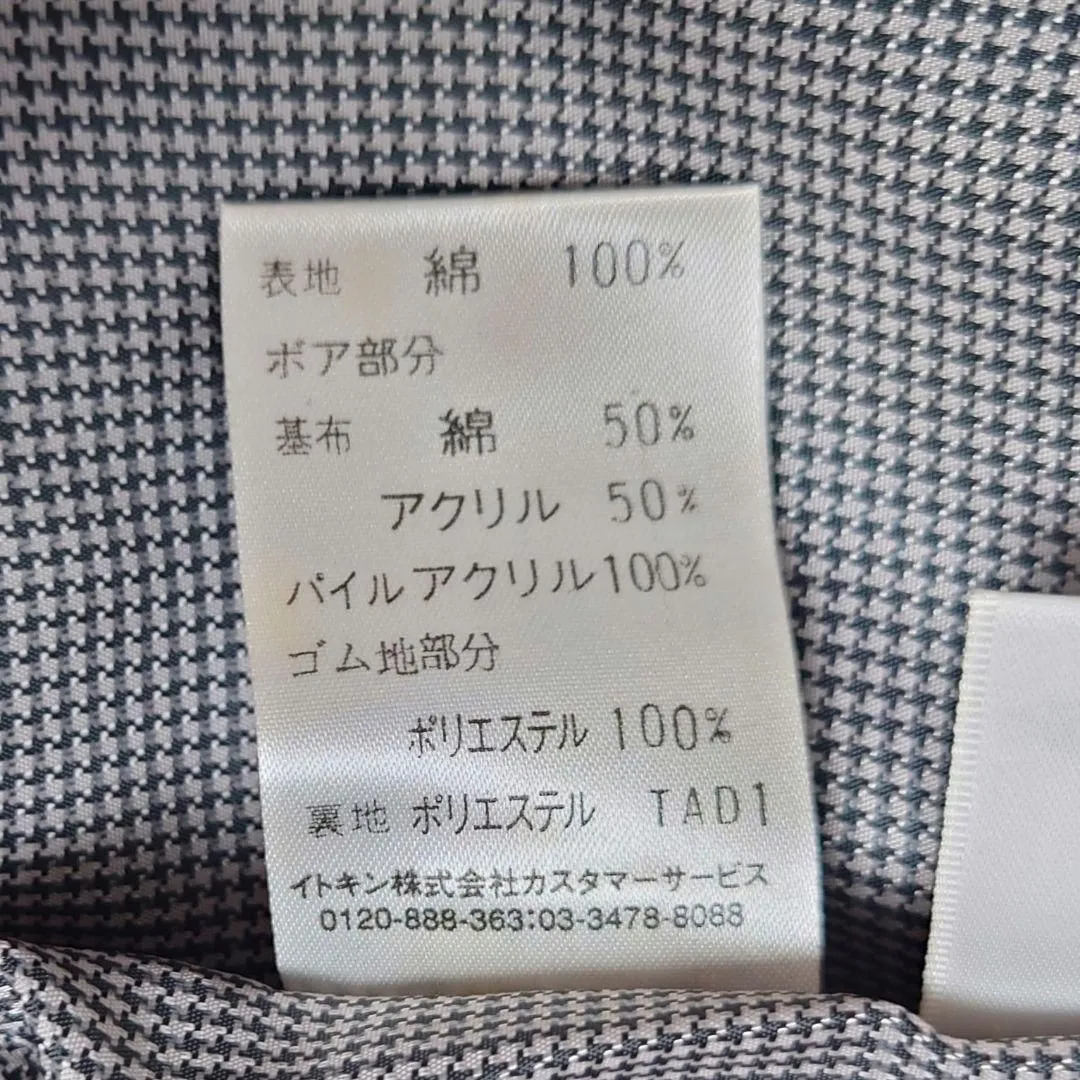 表地 綿 100%
ボア部分
基布 綿 50%
アクリル 50%
パイルアクリル100%
ゴム地部分
ポリエステル 100%
裏地 ポリエステル TAD1
イトキン株式会社カスタマーサービス
0120-888-363:03-3478-8088